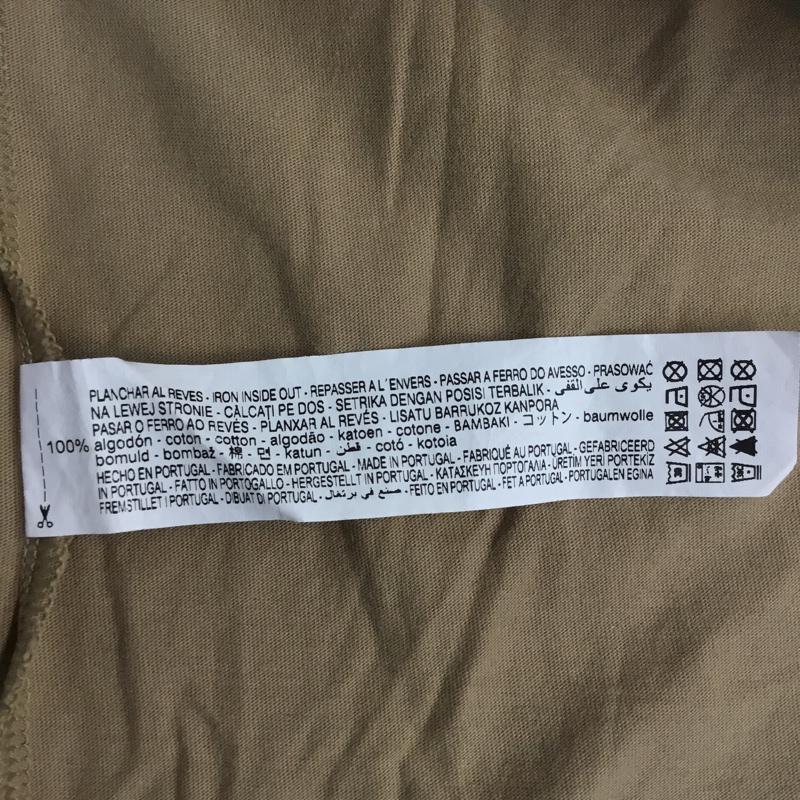 PLANCHAR AL REVES - IRON INSIDE OUT - REPASSER A L´ENVERS - PASSAR A FERRO DO AVESSO - PRASOWAĆ
NA LEWEJ STRONIE - CĂLCAȚI PE DOS - SETRIKA DENGAN POSISI TERBALIK - يكوى على القفى -
PASAR O FERRO AO REVÉS - PLANXAR AL REVÉS - LISATU BARRUKOZ KANPORA
100% algodón - coton - cotton - algodão - katoen - cotone - BAMBAKI - コットン - baumwolle
bomuld - bombaž - 棉 - 면 - katun - قطن - cotó - kotoia
HECHO EN PORTUGAL - FABRICADO EM PORTUGAL - MADE IN PORTUGAL - FABRIQUÉ AU PORTUGAL - GEFABRICEERD
IN PORTUGAL - FATTO IN PORTOGALLO - HERGESTELLT IN PORTUGAL - ΚΑΤΑΣΚΕΥΗ ΠΟΡΤΟΓΑΛΙΑ - ÜRETIM YERI PORTEKIZ
FREMSTILLET I PORTUGAL - DIBUAT DI PORTUGAL - صنع في برتغال - FEITO EN PORTUGAL - FET A PORTUGAL - PORTUGALEN EGINA